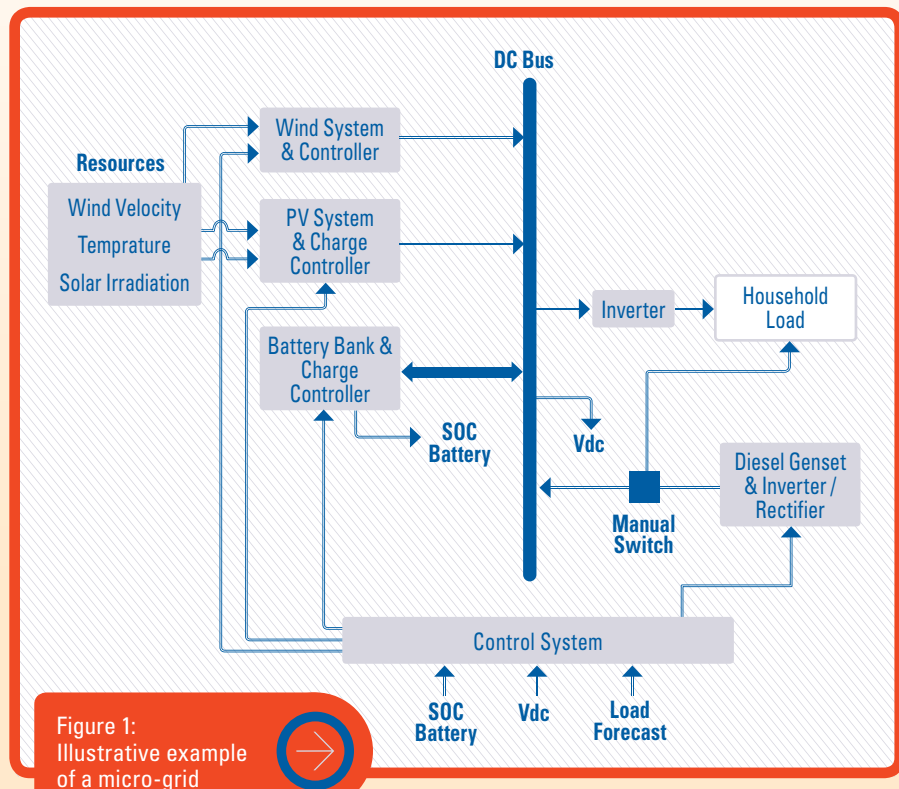 DC Bus
Wind System
& Controller
Resources
Wind Velocity
Temprature
Solar Irradiation
PV System
& Charge
Controller
Inverter
Household
Load
Battery Bank &
Charge
Controller
SOC
Battery
Vdc
Diesel Genset
& Inverter /
Rectifier
Manual
Switch
Control System
SOC
Battery
Vdc
Load
Forecast
Figure 1:
Illustrative example
of a micro-grid